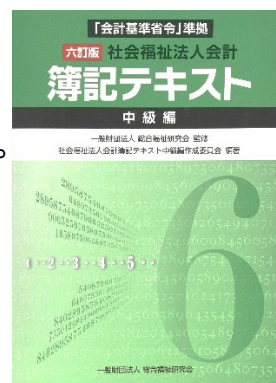 「会計基準省令」準拠
六訂版 社会福祉法人会計
簿記テキスト
中級編
一般財団法人 総合福祉研究会 監修
社会福祉法人会計簿記テキスト中級編作成委員会 編著
6
1・・2・・3・・4・・5・・
一般財団法人 総合福祉研究会